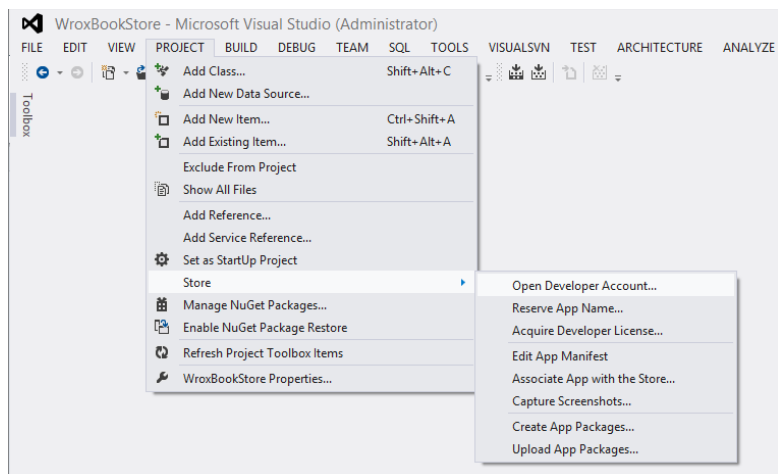 WroxBookStore - Microsoft Visual Studio (Administrator)
FILE EDIT VIEW PROJECT BUILD DEBUG TEAM SQL TOOLS VISUALSVN TEST ARCHITECTURE ANALYZE
Toolbox
Add Class... Shift+Alt+C
Add New Data Source...
Add New Item... Ctrl+Shift+A
Add Existing Item... Shift+Alt+A
Exclude From Project
Show All Files
Add Reference...
Add Service Reference...
Set as StartUp Project
Store
Manage NuGet Packages...
Enable NuGet Package Restore
Refresh Project Toolbox Items
WroxBookStore Properties...
Open Developer Account...
Reserve App Name...
Acquire Developer License...
Edit App Manifest
Associate App with the Store...
Capture Screenshots...
Create App Packages...
Upload App Packages...